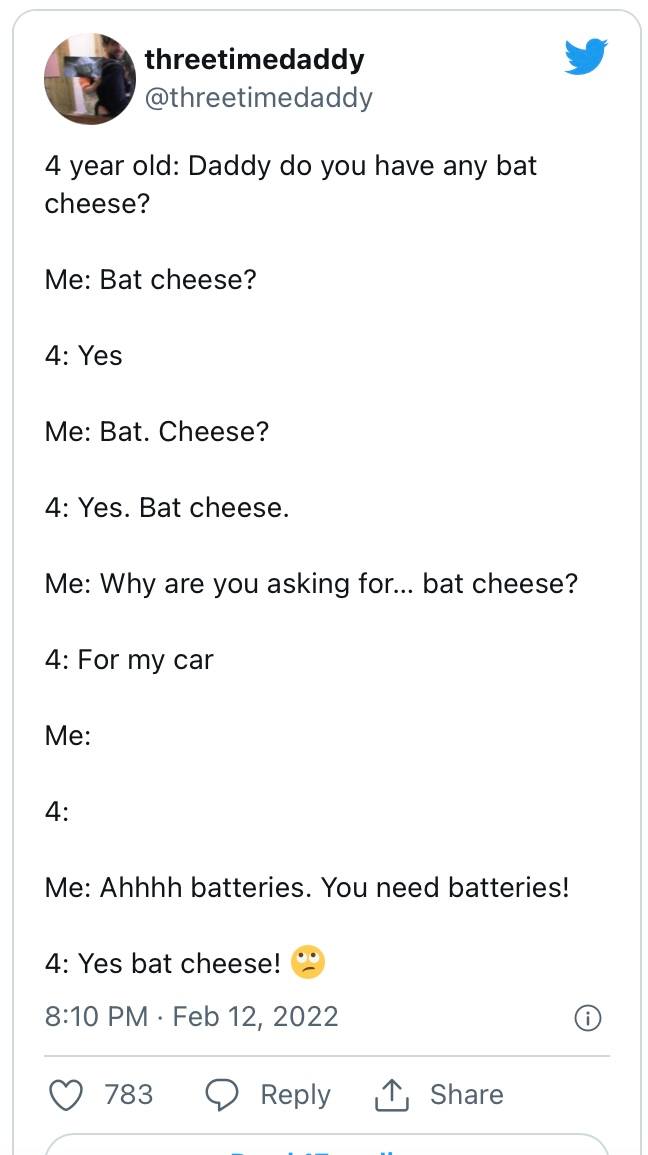 threetimedaddy
@threetimedaddy
4 year old: Daddy do you have any bat
cheese?
Me: Bat cheese?
4: Yes
Me: Bat. Cheese?
4: Yes. Bat cheese.
Me: Why are you asking for... bat cheese?
4: For my car
Me:
4:
Me: Ahhhh batteries. You need batteries!
4: Yes bat cheese! 🙄
8:10 PM · Feb 12, 2022
783 Reply Share